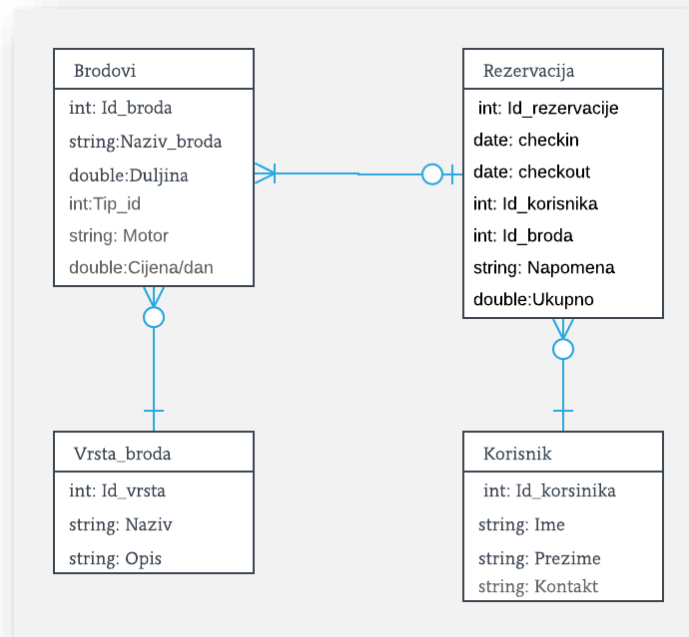 Brodovi
int: Id_broda
string:Naziv_broda
double:Duljina
int:Tip_id
string: Motor
double:Cijena/dan
Rezervacija
int: Id_rezervacije
date: checkin
date: checkout
int: Id_korisnika
int: Id_broda
string: Napomena
double:Ukupno
Vrsta_broda
int: Id_vrsta
string: Naziv
string: Opis
Korisnik
int: Id_korsinika
string: Ime
string: Prezime
string: Kontakt